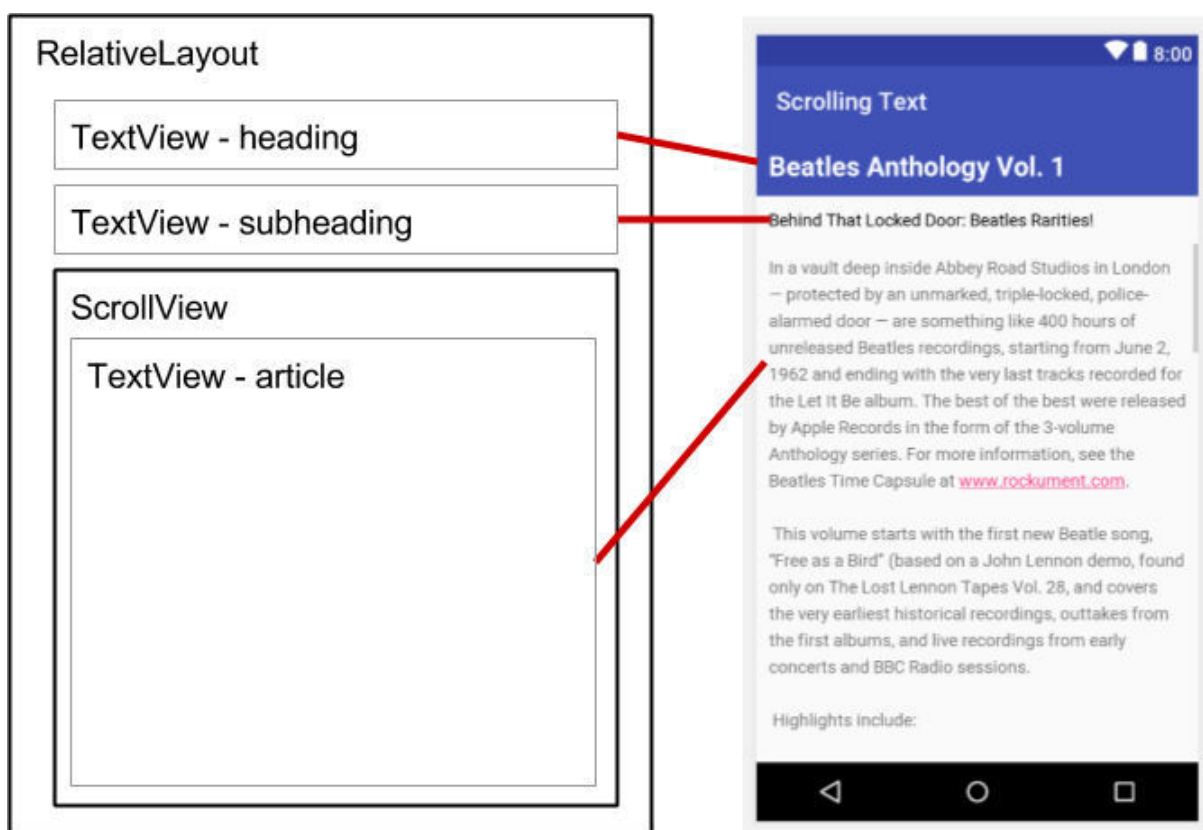 RelativeLayout
TextView - heading
TextView - subheading
ScrollView
TextView - article
8:00
Scrolling Text
Beatles Anthology Vol. 1
Behind That Locked Door: Beatles Rarities!
In a vault deep inside Abbey Road Studios in London
— protected by an unmarked, triple-locked, police-
alarmed door — are something like 400 hours of
unreleased Beatles recordings, starting from June 2,
1962 and ending with the very last tracks recorded for
the Let It Be album. The best of the best were released
by Apple Records in the form of the 3-volume
Anthology series. For more information, see the
Beatles Time Capsule at www.rockument.com.
This volume starts with the first new Beatle song,
"Free as a Bird" (based on a John Lennon demo, found
only on The Lost Lennon Tapes Vol. 28, and covers
the very earliest historical recordings, outtakes from
the first albums, and live recordings from early
concerts and BBC Radio sessions.
Highlights include: